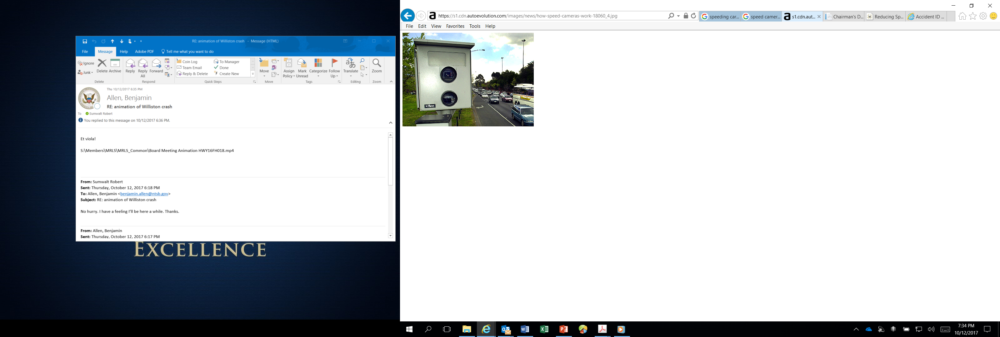 RE: animation of Williston crash - Message (HTML)
File Message Help Adobe PDF Tell me what you want to do
Ignore
Junk
Delete Archive
Reply Reply All Forward
Coin Log To Manager
Team Email Done
Reply & Delete Create New
Move
Assign Policy Mark Unread Categorize Follow Up
Translate
Zoom
Delete Respond Quick Steps Move Tags Editing Zoom
Thu 10/12/2017 6:35 PM
Allen, Benjamin
RE: animation of Williston crash
To Sumwalt Robert
You replied to this message on 10/12/2017 6:36 PM.
Et viola!
S:\Members\MRLS\MRLS_Common\Board Meeting Animation HWY16FH018.mp4
From: Sumwalt Robert
Sent: Thursday, October 12, 2017 6:18 PM
To: Allen, Benjamin <benjamin.allen@ntsb.gov>
Subject: RE: animation of Williston crash
No hurry. I have a feeling I'll be here a while. Thanks.
From: Allen, Benjamin
Sent: Thursday, October 12, 2017 6:17 PM
EXCELLENCE
https://s1.cdn.autoevolution.com/images/news/how-speed-cameras-work-18060_4.jpg
speeding car... speed camer... s1.cdn.aut... Chairman's D... Reducing Sp... Accident ID ...
File Edit View Favorites Tools Help
7:34 PM
10/12/2017